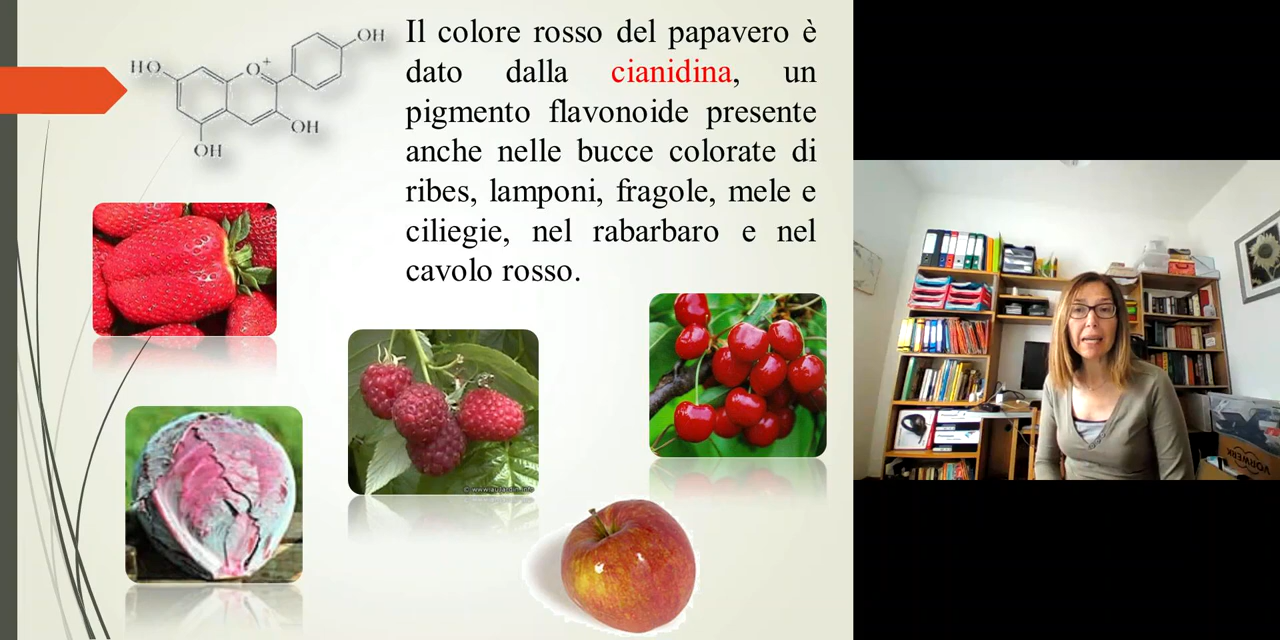 OH
HO
O+
OH
OH
Il colore rosso del papavero è
dato dalla cianidina, un
pigmento flavonoide presente
anche nelle bucce colorate di
ribes, lamponi, fragole, mele e
ciliegie, nel rabarbaro e nel
cavolo rosso.
VORWERK